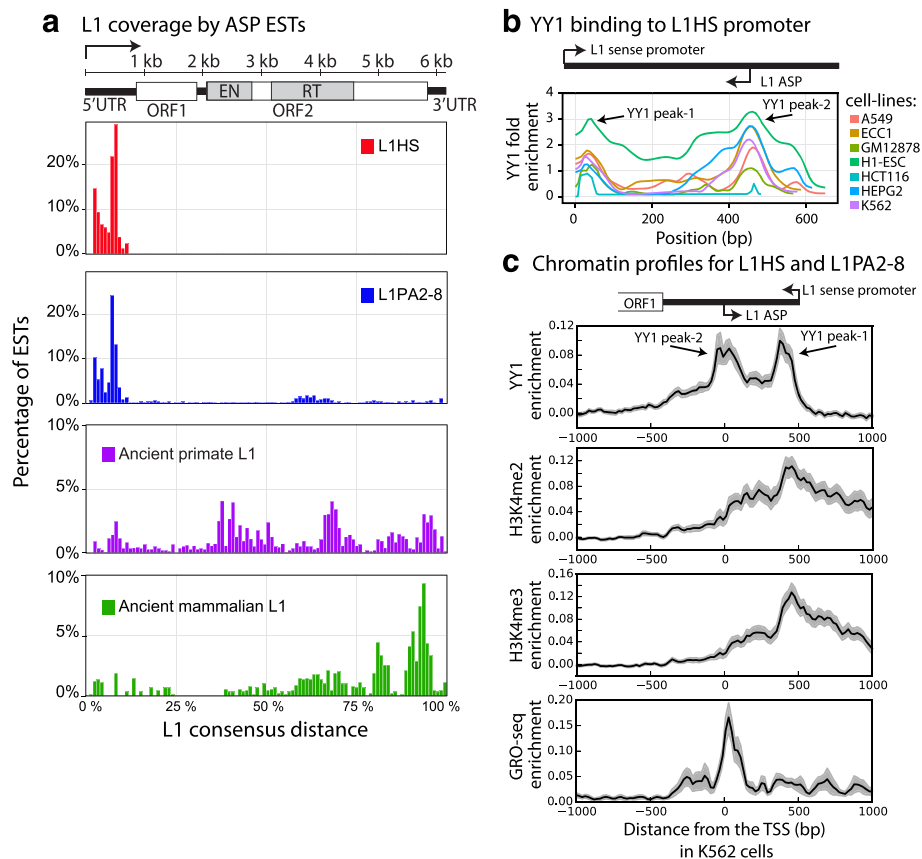 a L1 coverage by ASP ESTs
1 kb 2 kb 3 kb 4 kb 5 kb 6 kb
EN RT
5'UTR ORF1 ORF2 3'UTR
Percentage of ESTs
20%
10%
0%
L1HS
20%
10%
0%
L1PA2-8
10%
5%
0%
Ancient primate L1
10%
5%
0%
Ancient mammalian L1
0 % 25% 50% 75% 100 %
L1 consensus distance
b YY1 binding to L1HS promoter
L1 sense promoter
L1 ASP
YY1 fold
enrichment
4
3
2
1
0
YY1 peak-1
YY1 peak-2
0 200 400 600
Position (bp)
cell-lines:
A549
ECC1
GM12878
H1-ESC
HCT116
HEPG2
K562
c Chromatin profiles for L1HS and L1PA2-8
ORF1
L1 sense promoter
L1 ASP
YY1
enrichment
0.12
0.08
0.04
0.00
YY1 peak-2
YY1 peak-1
−1000 −500 0 500 1000
H3K4me2
enrichment
0.12
0.08
0.04
0.00
−1000 −500 0 500 1000
H3K4me3
enrichment
0.16
0.12
0.08
0.04
0.00
−1000 −500 0 500 1000
GRO-seq
enrichment
0.20
0.15
0.10
0.05
0.00
−1000 −500 0 500 1000
Distance from the TSS (bp)
in K562 cells